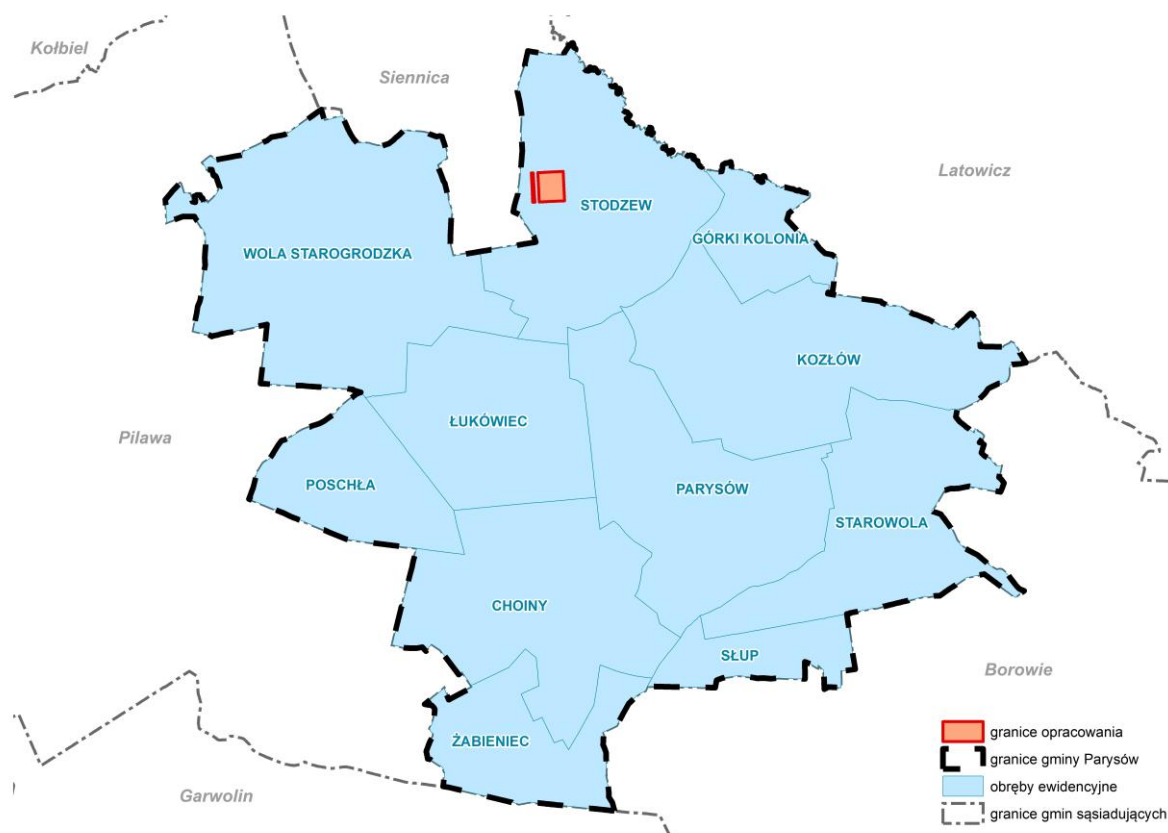 Kołbiel
Siennica
Latowicz
STODZEW
GÓRKI KOLONIA
WOLA STAROGRODZKA
KOZŁÓW
ŁUKÓWIEC
Pilawa
POSCHŁA
PARYSÓW
STAROWOLA
CHOINY
SŁUP
Borowie
ŻABIENIEC
Garwolin
granice opracowania
granice gminy Parysów
obręby ewidencyjne
granice gmin sąsiadujących